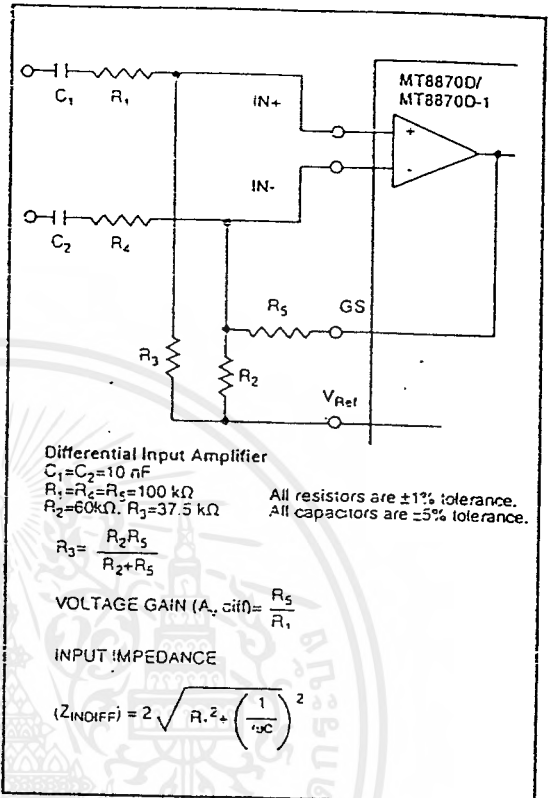 MT8870D/
MT8870D-1
C₁ R₁ IN+
+
IN- -
C₂ R₄
R₅ GS
R₃ R₂
V_Ref
Differential Input Amplifier
C₁=C₂=10 nF
R₁=R₄=R₅=100 kΩ All resistors are ±1% tolerance.
R₂=60kΩ. R₃=37.5 kΩ All capacitors are ±5% tolerance.
R₃= R₂R₅ / R₂+R₅
VOLTAGE GAIN (Aᵥ diff)= R₅ / R₁
INPUT IMPEDANCE
(Z_INDIFF) = 2 √ R₁² + (1 / ωC)²